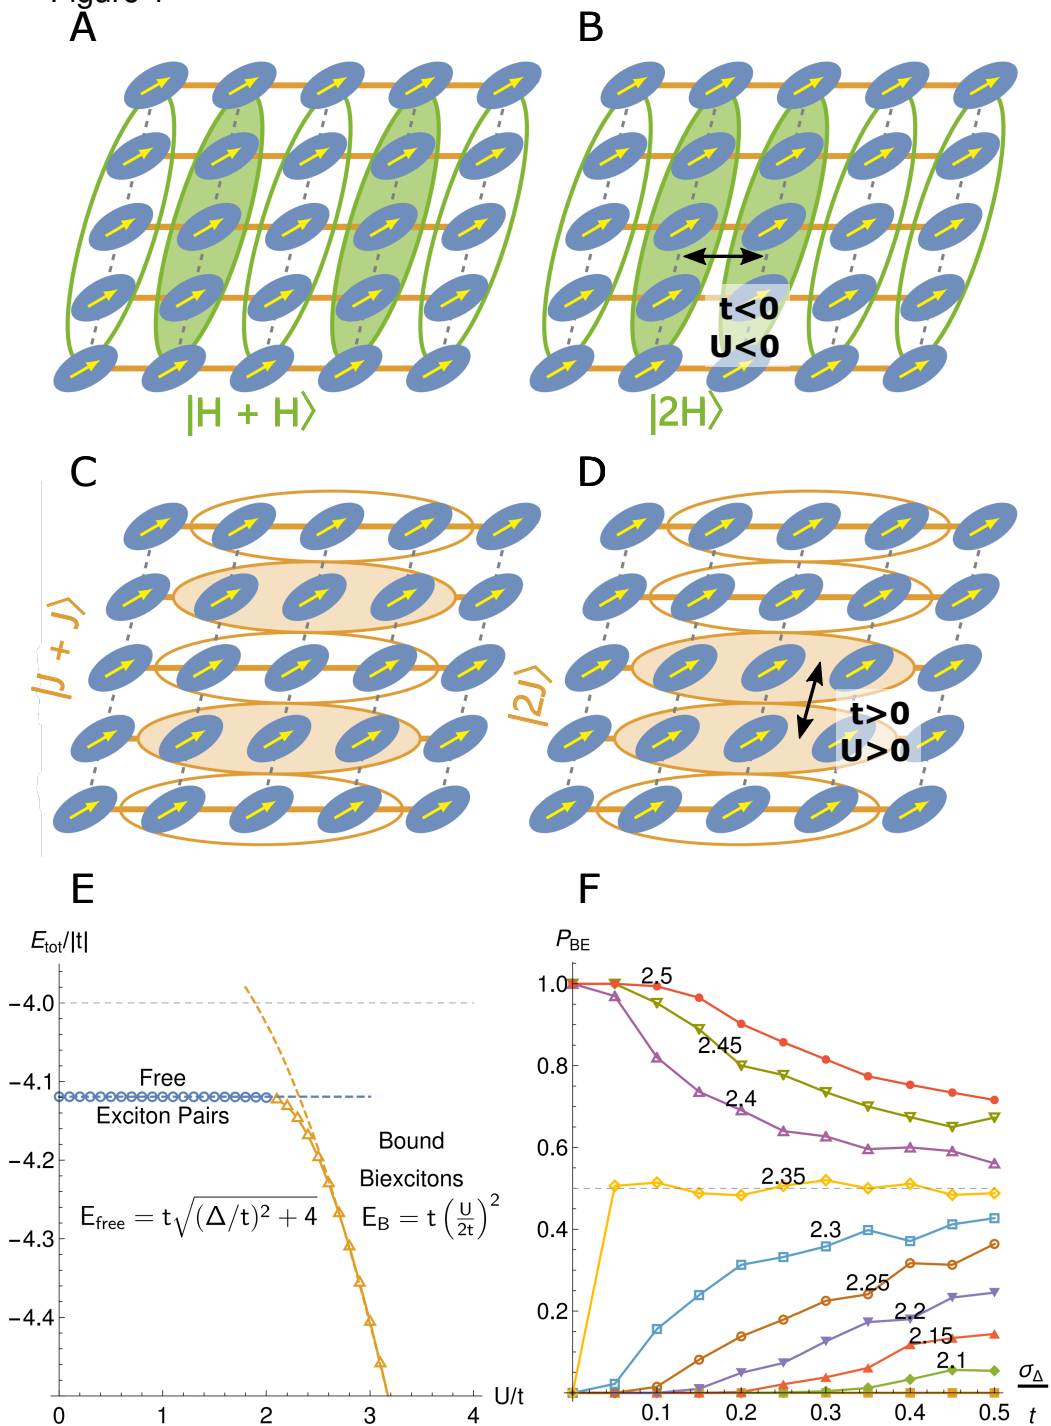 A
B
|H + H⟩
t<0
U<0
|2H⟩
C
D
|J + J⟩
|2J⟩
t>0
U>0
E
F
E_tot/|t|
−4.0
−4.1
−4.2
−4.3
−4.4
Free
Exciton Pairs
Bound
Biexcitons
E_free = t√((Δ/t)² + 4)
E_B = t (U/2t)²
0
1
2
3
4
U/t
P_BE
1.0
0.8
0.6
0.4
0.2
2.5
2.45
2.4
2.35
2.3
2.25
2.2
2.15
2.1
0.1
0.2
0.3
0.4
0.5
σ_Δ/t